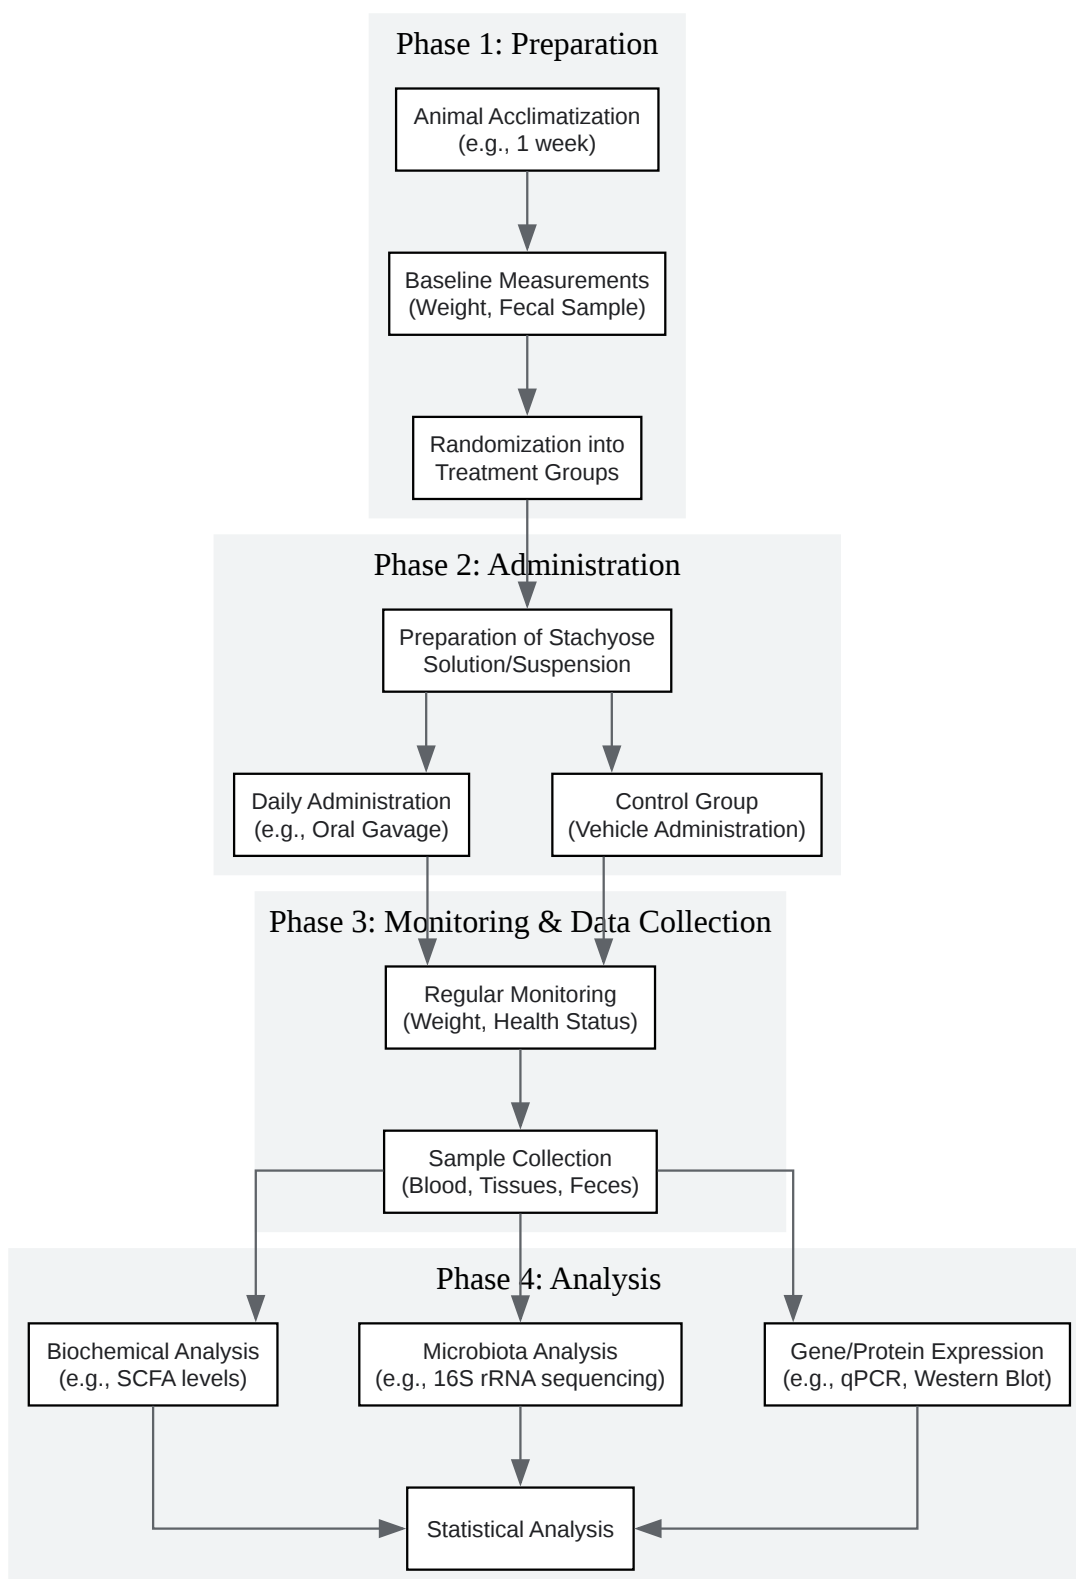 Phase 1: Preparation
Animal Acclimatization
(e.g., 1 week)
Baseline Measurements
(Weight, Fecal Sample)
Randomization into
Treatment Groups
Phase 2: Administration
Preparation of Stachyose
Solution/Suspension
Daily Administration
(e.g., Oral Gavage)
Control Group
(Vehicle Administration)
Phase 3: Monitoring & Data Collection
Regular Monitoring
(Weight, Health Status)
Sample Collection
(Blood, Tissues, Feces)
Phase 4: Analysis
Biochemical Analysis
(e.g., SCFA levels)
Microbiota Analysis
(e.g., 16S rRNA sequencing)
Gene/Protein Expression
(e.g., qPCR, Western Blot)
Statistical Analysis